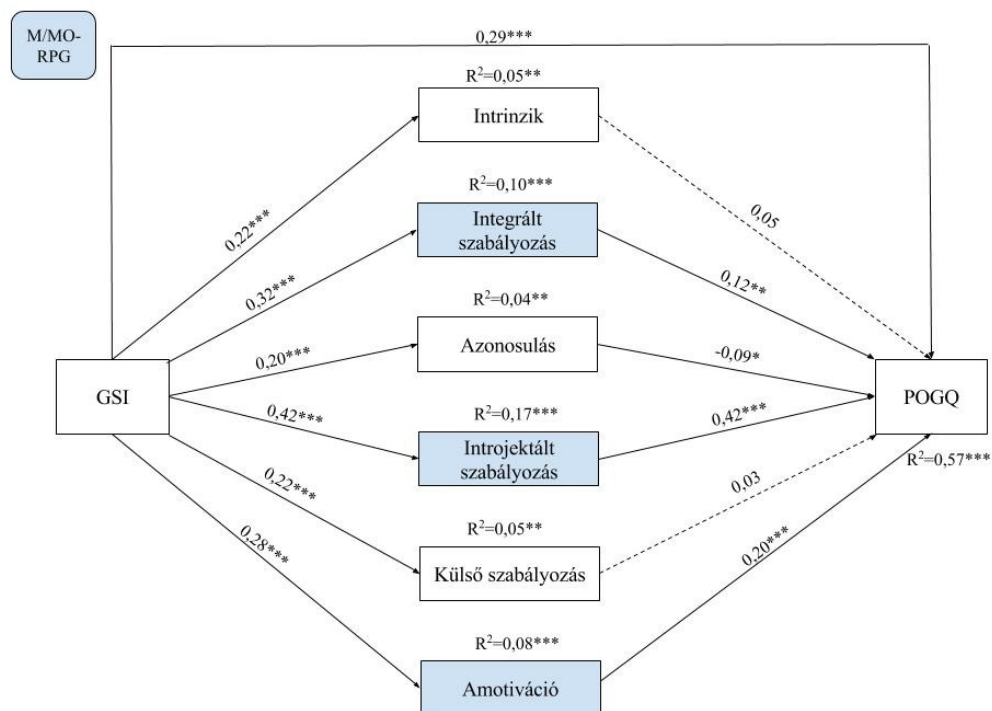 M/MO-
RPG
0,29***
R²=0,05**
Intrinzik
R²=0,10***
Integrált
szabályozás
0,22***
0,05
0,32***
0,12**
R²=0,04**
Azonosulás
0,20***
-0,09*
GSI
POGQ
R²=0,17***
Introjektált
szabályozás
0,42***
0,42***
R²=0,57***
0,22***
0,03
R²=0,05**
Külső szabályozás
0,28***
0,20***
R²=0,08***
Amotiváció